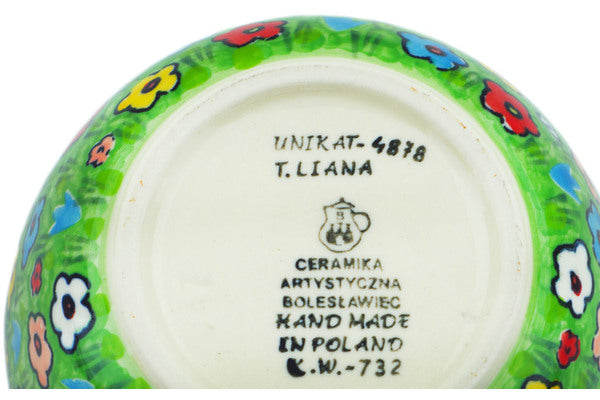 UNIKAT-4878
T.LIANA
CERAMIKA
ARTYSTYCZNA
BOLESŁAWIEC
HAND MADE
IN POLAND
K.W.-732